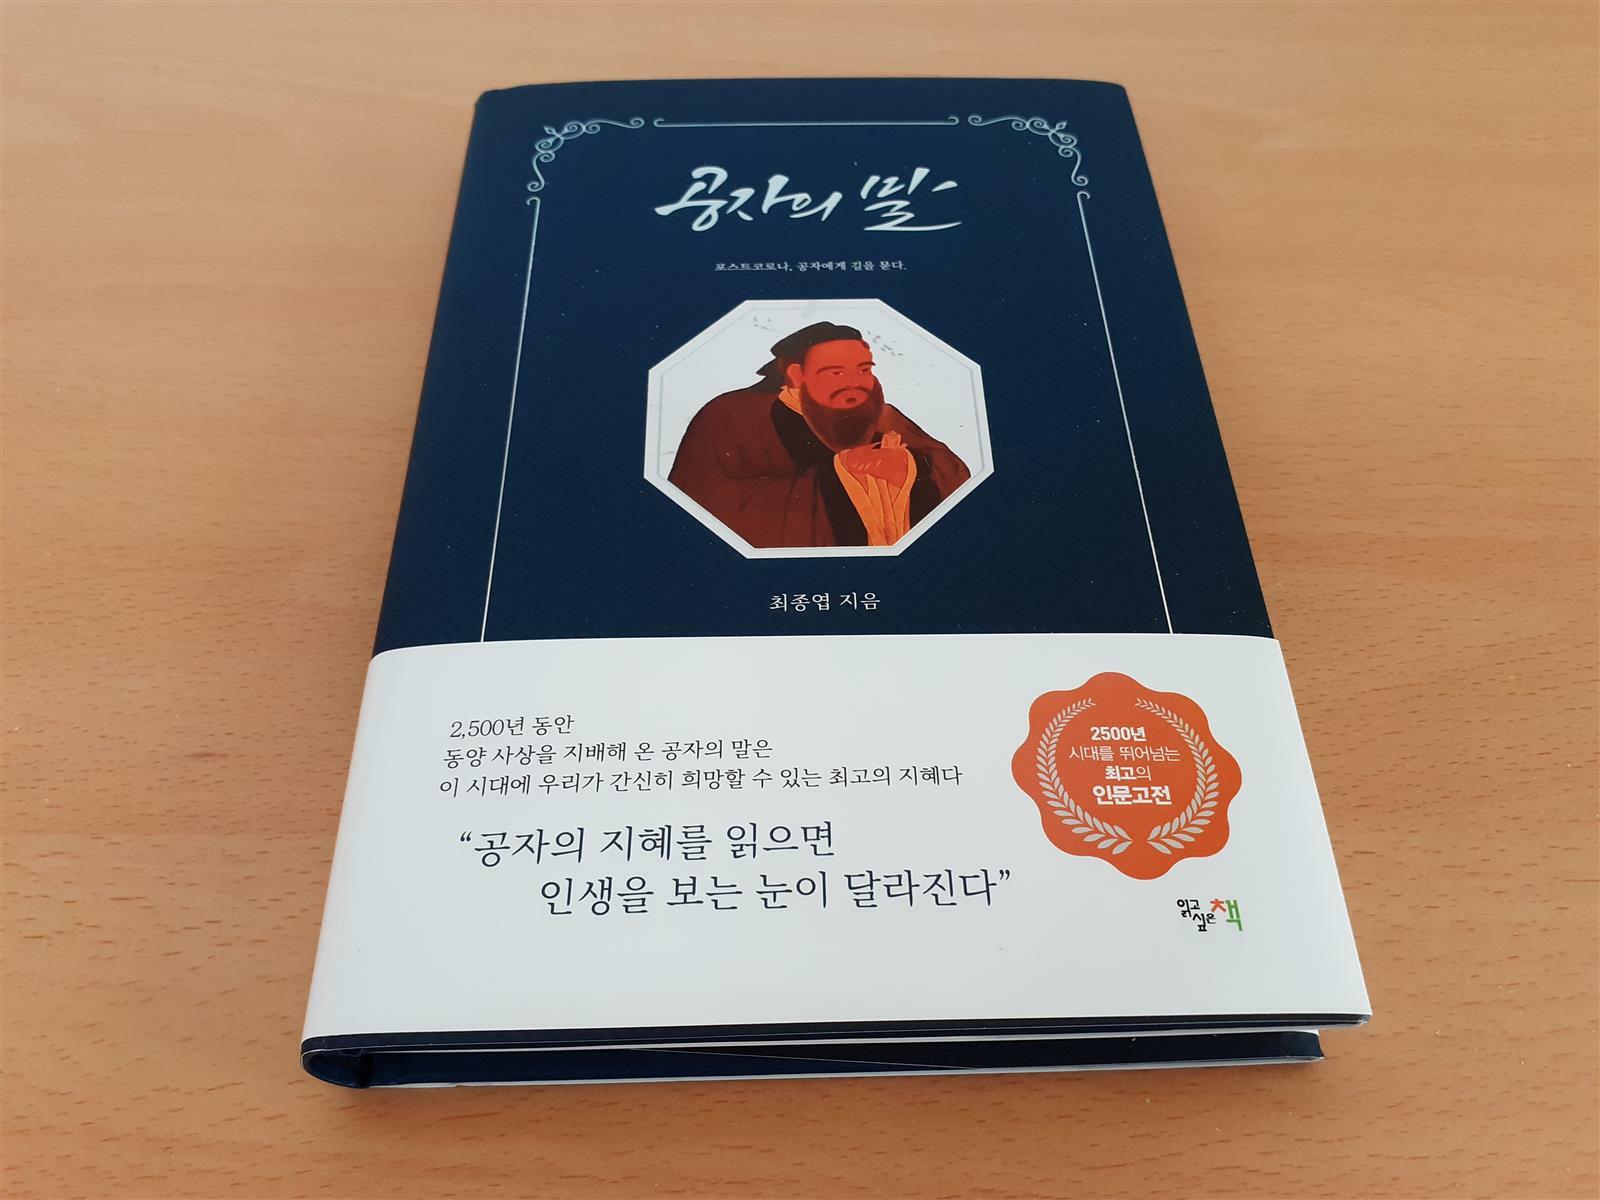 공자의 말
포스트코로나, 공자에게 길을 묻다.
최종엽 지음
2,500년 동안
동양 사상을 지배해 온 공자의 말은
이 시대에 우리가 간신히 희망할 수 있는 최고의 지혜다
“공자의 지혜를 읽으면
인생을 보는 눈이 달라진다”
2500년
시대를 뛰어넘는
최고의
인문고전
읽고
싶은 책